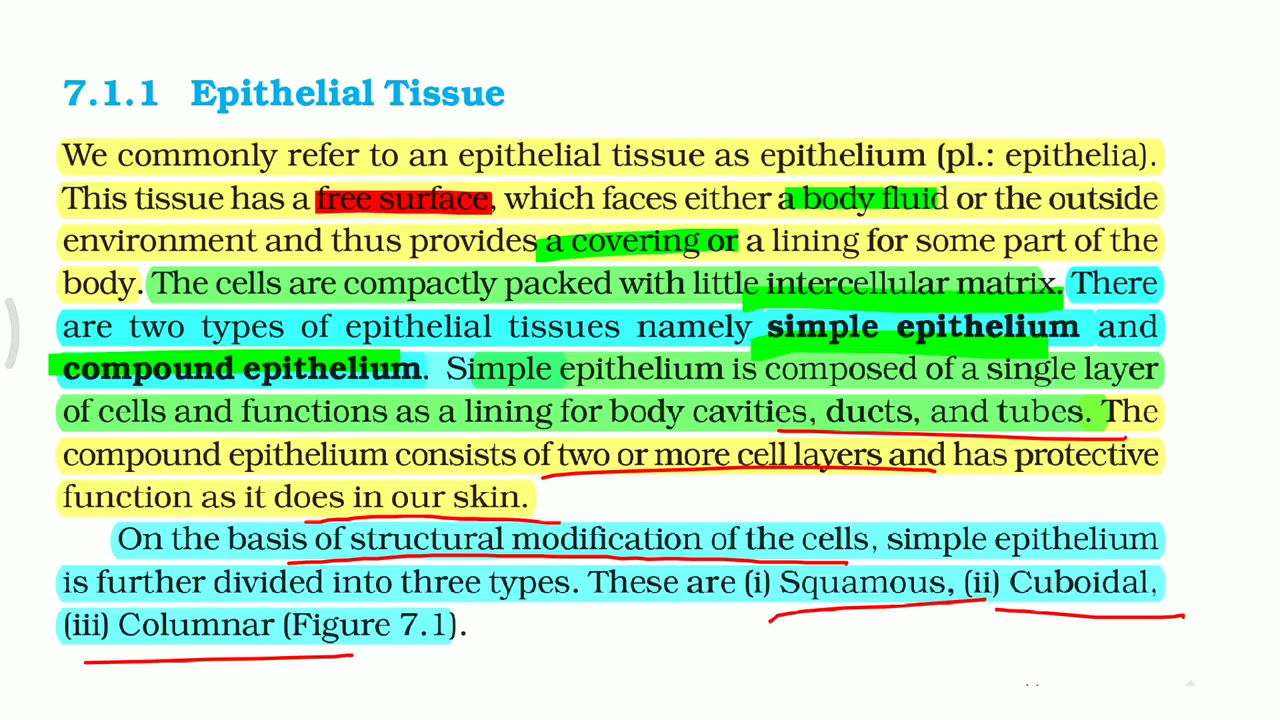 7.1.1 Epithelial Tissue
We commonly refer to an epithelial tissue as epithelium (pl.: epithelia).
This tissue has a free surface, which faces either a body fluid or the outside
environment and thus provides a covering or a lining for some part of the
body. The cells are compactly packed with little intercellular matrix. There
are two types of epithelial tissues namely simple epithelium and
compound epithelium. Simple epithelium is composed of a single layer
of cells and functions as a lining for body cavities, ducts, and tubes. The
compound epithelium consists of two or more cell layers and has protective
function as it does in our skin.
On the basis of structural modification of the cells, simple epithelium
is further divided into three types. These are (i) Squamous, (ii) Cuboidal,
(iii) Columnar (Figure 7.1).